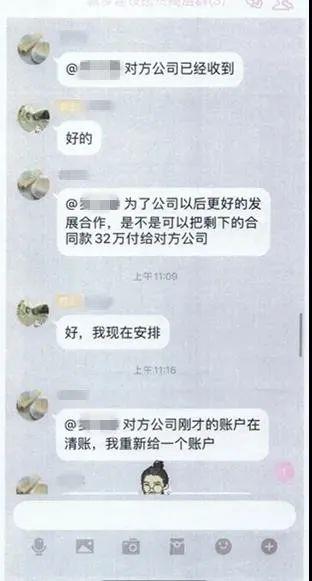 @ 对方公司已经收到
好的
@ 为了公司以后更好的发
展合作，是不是可以把剩下的合
同款32万付给对方公司
上午11:09
好，我现在安排
上午11:16
@ 对方公司刚才的账户在
清账，我重新给一个账户
1